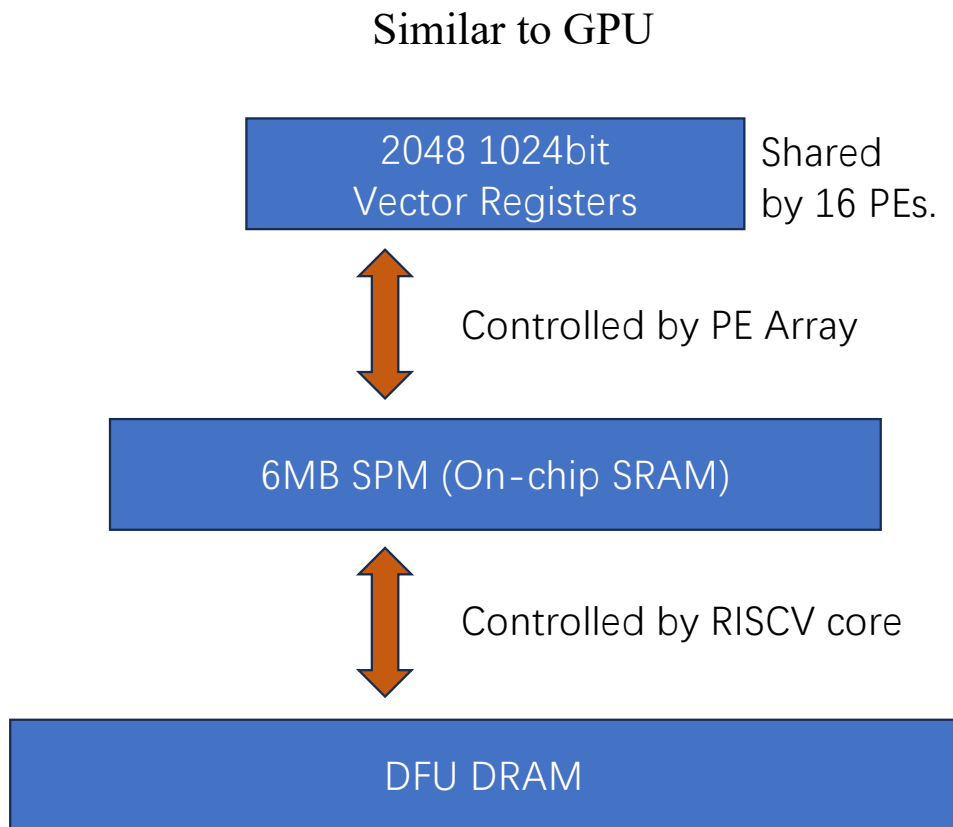 Similar to GPU
2048 1024bit
Vector Registers
Shared
by 16 PEs.
Controlled by PE Array
6MB SPM (On-chip SRAM)
Controlled by RISCV core
DFU DRAM